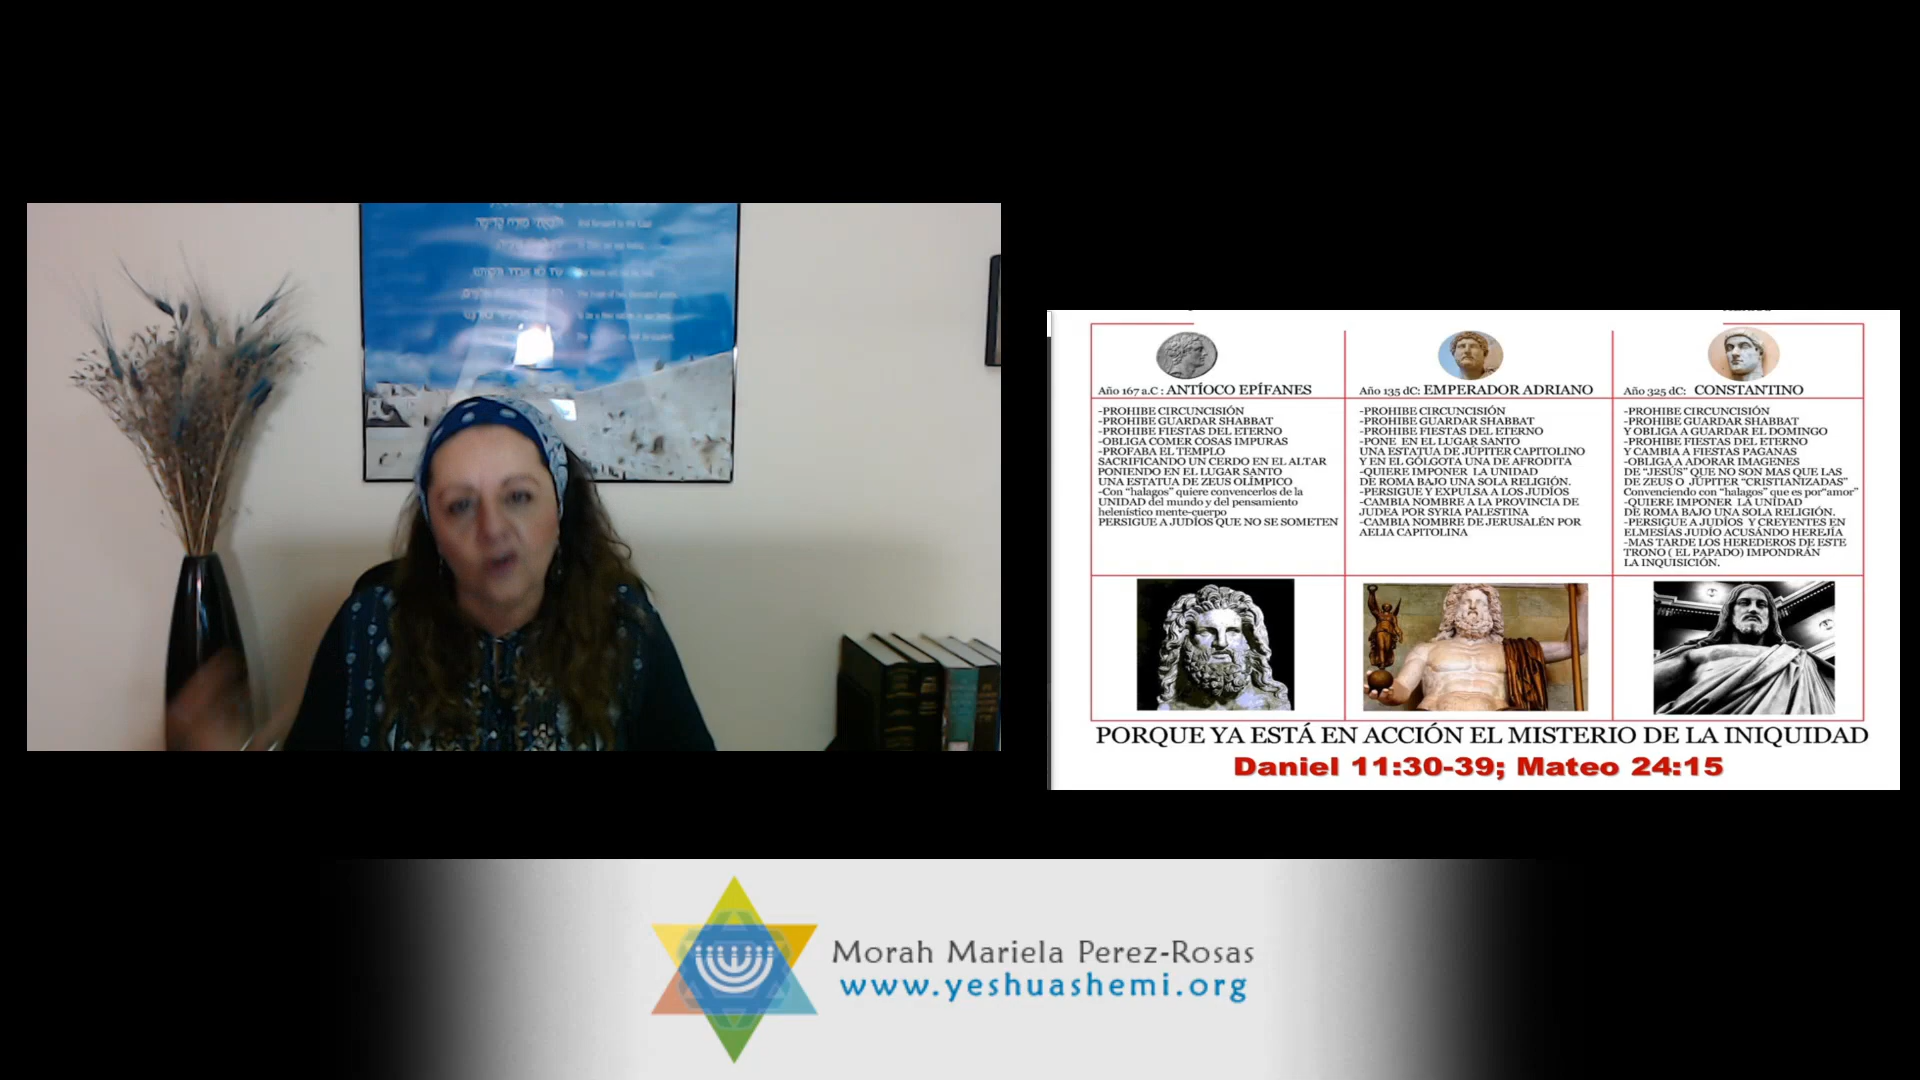 And forward to the East
Año 167 a.C : ANTÍOCO EPÍFANES
-PROHIBE CIRCUNCISIÓN
-PROHIBE GUARDAR SHABBAT
-PROHIBE FIESTAS DEL ETERNO
-OBLIGA COMER COSAS IMPURAS
-PROFABA EL TEMPLO
SACRIFICANDO UN CERDO EN EL ALTAR
PONIENDO EN EL LUGAR SANTO
UNA ESTATUA DE ZEUS OLÍMPICO
-Con “halagos” quiere convencerlos de la
UNIDAD del mundo y del pensamiento
helenístico mente-cuerpo
PERSIGUE A JUDÍOS QUE NO SE SOMETEN
Año 135 dC: EMPERADOR ADRIANO
-PROHIBE CIRCUNCISIÓN
-PROHIBE GUARDAR SHABBAT
-PROHIBE FIESTAS DEL ETERNO
-PONE EN EL LUGAR SANTO
UNA ESTATUA DE JÚPITER CAPITOLINO
Y EN EL GÓLGOTA UNA DE AFRODITA
-QUIERE IMPONER LA UNIDAD
DE ROMA BAJO UNA SOLA RELIGIÓN.
-PERSIGUE Y EXPULSA A LOS JUDÍOS
-CAMBIA NOMBRE A LA PROVINCIA DE
JUDEA POR SYRIA PALESTINA
-CAMBIA NOMBRE DE JERUSALÉN POR
AELIA CAPITOLINA
Año 325 dC: CONSTANTINO
-PROHIBE CIRCUNCISIÓN
-PROHIBE GUARDAR SHABBAT
Y OBLIGA A GUARDAR EL DOMINGO
-PROHIBE FIESTAS DEL ETERNO
Y CAMBIA A FIESTAS PAGANAS
-OBLIGA A ADORAR IMAGENES
DE “JESÚS” QUE NO SON MAS QUE LAS
DE ZEUS O JÚPITER “CRISTIANIZADAS”
Convenciendo con “halagos” que es por“amor”
-QUIERE IMPONER LA UNIDAD
DE ROMA BAJO UNA SOLA RELIGIÓN.
-PERSIGUE A JUDÍOS Y CREYENTES EN
ELMESÍAS JUDÍO ACUSÁNDO HEREJÍA
-MAS TARDE LOS HEREDEROS DE ESTE
TRONO ( EL PAPADO) IMPONDRÁN
LA INQUISICIÓN.
PORQUE YA ESTÁ EN ACCIÓN EL MISTERIO DE LA INIQUIDAD
Daniel 11:30-39; Mateo 24:15
Morah Mariela Perez-Rosas
www.yeshuashemi.org